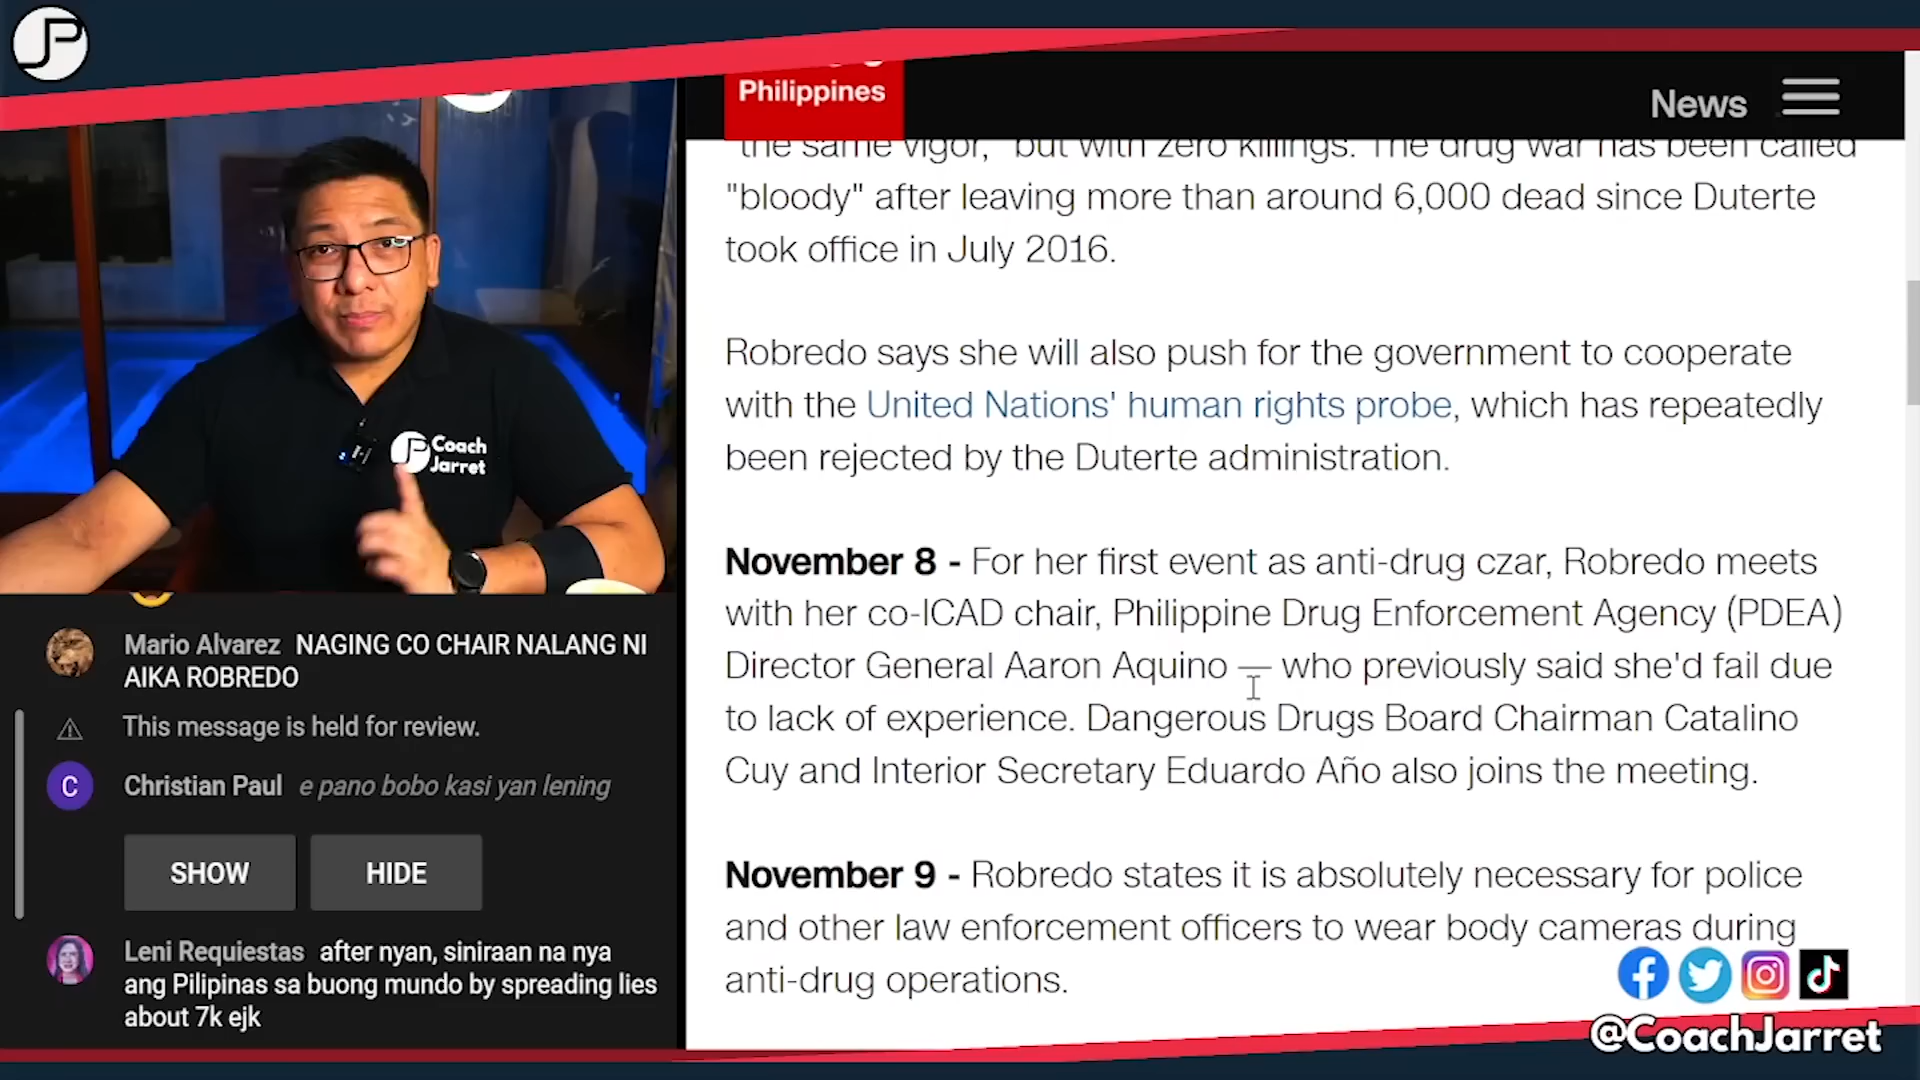 JP
Philippines
News
"the same vigor," but with zero killings. The drug war has been called
"bloody" after leaving more than around 6,000 dead since Duterte
took office in July 2016.
Robredo says she will also push for the government to cooperate
with the United Nations' human rights probe, which has repeatedly
been rejected by the Duterte administration.
November 8 - For her first event as anti-drug czar, Robredo meets
with her co-ICAD chair, Philippine Drug Enforcement Agency (PDEA)
Director General Aaron Aquino — who previously said she'd fail due
to lack of experience. Dangerous Drugs Board Chairman Catalino
Cuy and Interior Secretary Eduardo Año also joins the meeting.
November 9 - Robredo states it is absolutely necessary for police
and other law enforcement officers to wear body cameras during
anti-drug operations.
JP Coach
Jarret
Mario Alvarez NAGING CO CHAIR NALANG NI
AIKA ROBREDO
This message is held for review.
C Christian Paul e pano bobo kasi yan lening
SHOW HIDE
Leni Requiestas after nyan, siniraan na nya
ang Pilipinas sa buong mundo by spreading lies
about 7k ejk
@CoachJarret